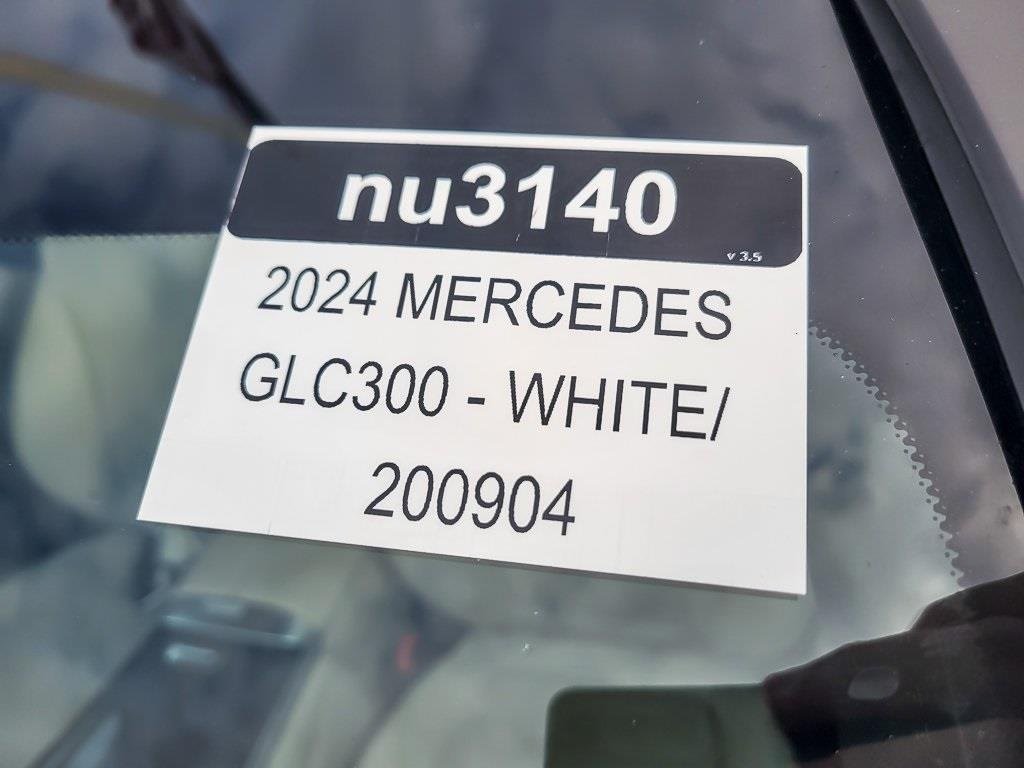 nu3140
v 3.5
2024 MERCEDES
GLC300 - WHITE/
200904